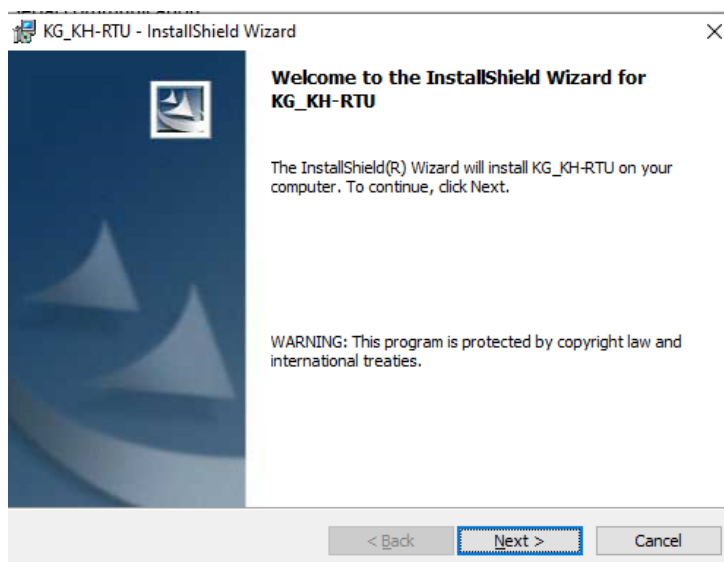 KG_KH-RTU - InstallShield Wizard
Welcome to the InstallShield Wizard for
KG_KH-RTU
The InstallShield(R) Wizard will install KG_KH-RTU on your
computer. To continue, click Next.
WARNING: This program is protected by copyright law and
international treaties.
< Back
Next >
Cancel